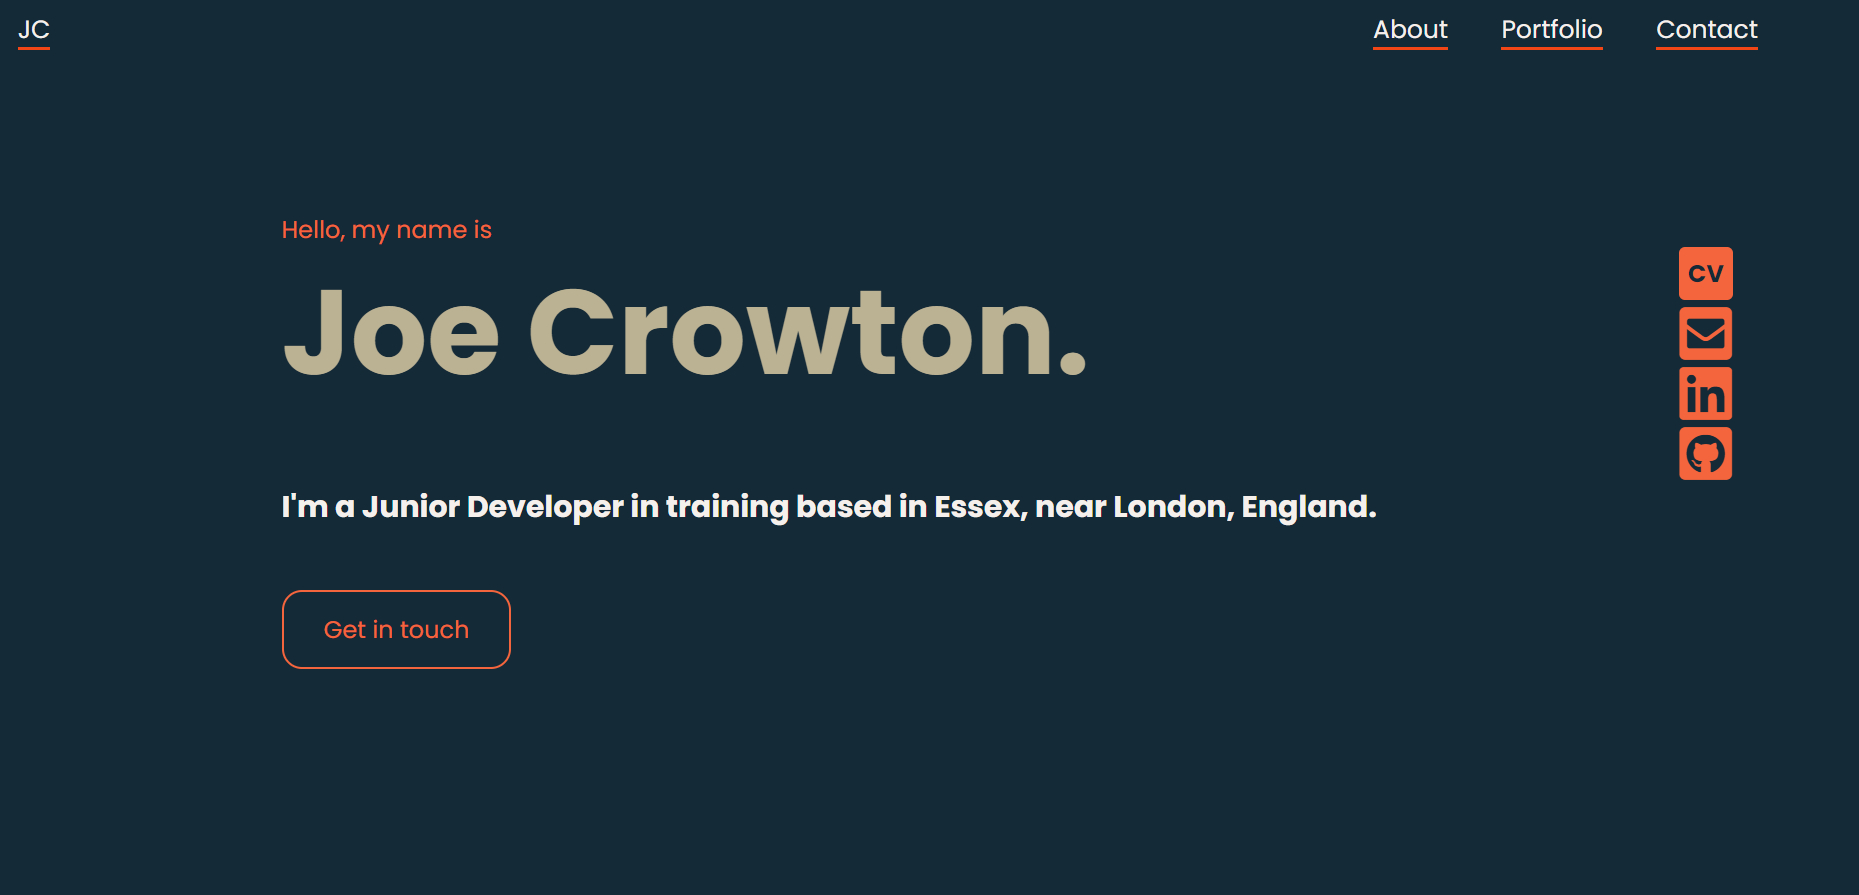 JC
About Portfolio Contact
Hello, my name is
Joe Crowton.
CV
in
I'm a Junior Developer in training based in Essex, near London, England.
Get in touch